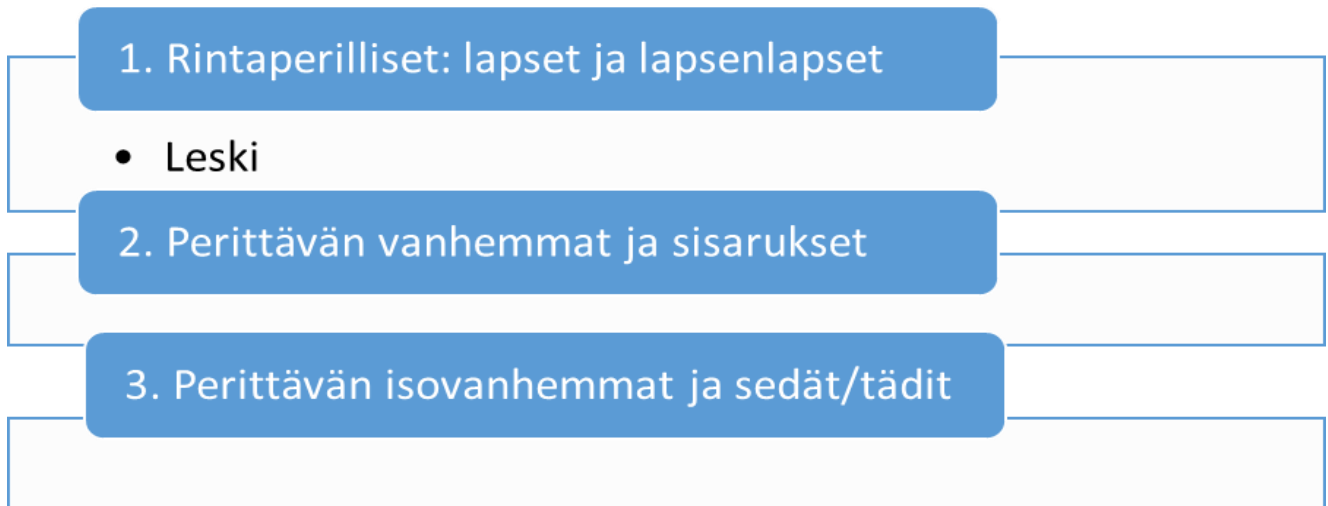 1. Rintaperilliset: lapset ja lapsenlapset
• Leski
2. Perittävän vanhemmat ja sisarukset
3. Perittävän isovanhemmat ja sedät/tädit